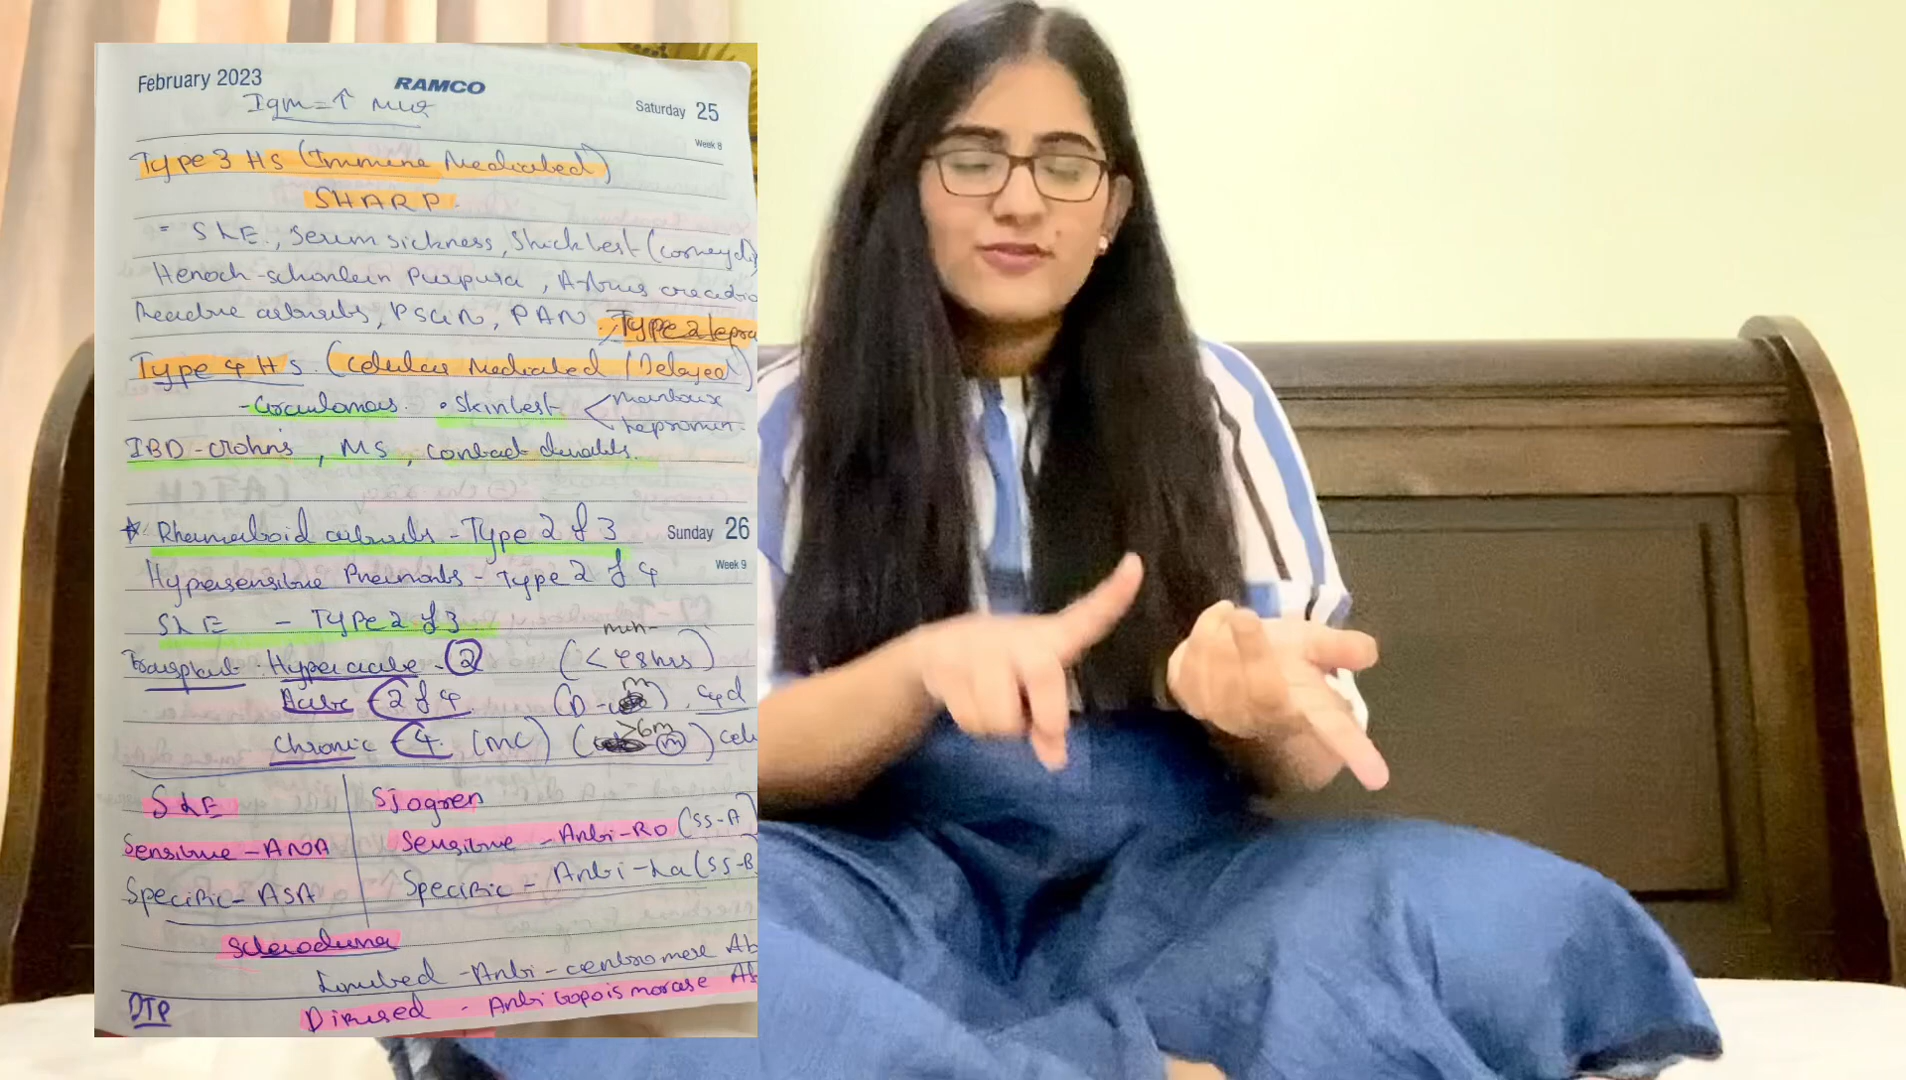 February 2023
RAMCO
IgM = ↑ MW
Saturday 25
Week 8
Type 3 HS (Immune Mediated)
SHARP
= SLE, Serum sickness, Shick test (
Henoch-schonlein Purpura, Arthus
Reactive arthritis, PSGN, PAN, Type 2 lepra
Type 4 HS. (Cellular Mediated / Delayed)
- Granulomas. • Skin test < Mantoux
Lepromin
IBD - crohns, MS, contact
* Rheumatoid arthritis - Type 2 & 3
Sunday 26
Hypersensitive - Type 2 & 4
Week 9
SLE - Type 2 & 3
min-
Transplant: Hyperacute - 2 (< 48hrs)
Acute 2 & 4 (D - m)
Chronic 4. (MC) (>6m)
SLE
Sjogren
Sensitive - ANA
Sensitive - Anti-RO (SS-A)
Specific - ASA
Specific - Anti-La (SS-B
Scleroderma
Limited - Anti-centromere Ab
Diffused - Anti topoismorase Ab
DTP